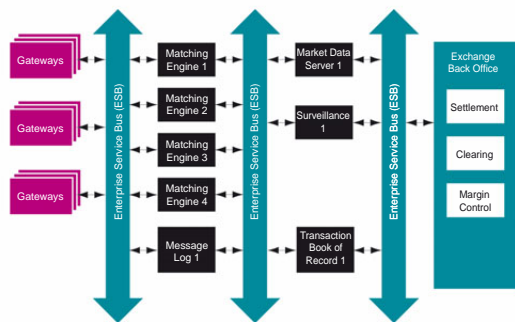 Gateways
Gateways
Gateways
Enterprise Service Bus (ESB)
Matching
Engine 1
Matching
Engine 2
Matching
Engine 3
Matching
Engine 4
Message
Log 1
Enterprise Service Bus (ESB)
Market Data
Server 1
Surveillance
1
Transaction
Book of
Record 1
Enterprise Service Bus (ESB)
Exchange
Back Office
Settlement
Clearing
Margin
Control